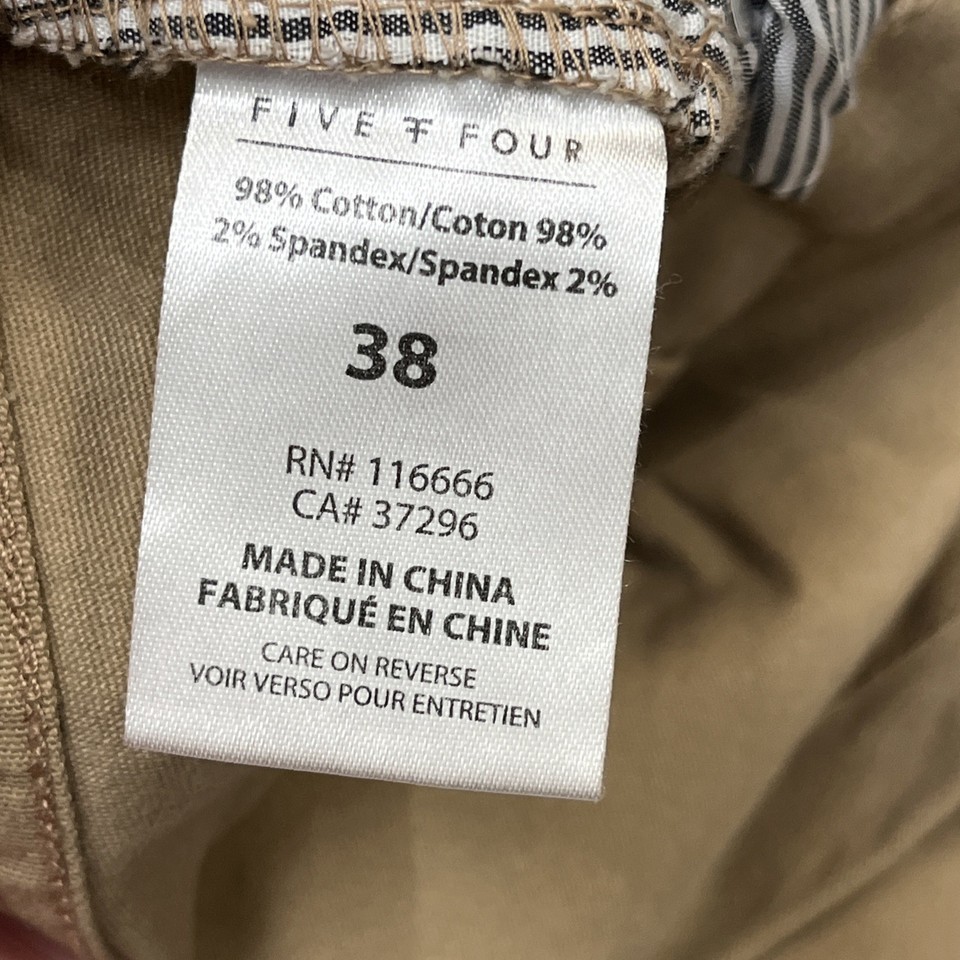 FIVE FOUR
98% Cotton/Coton 98%
2% Spandex/Spandex 2%
38
RN# 116666
CA# 37296
MADE IN CHINA
FABRIQUÉ EN CHINE
CARE ON REVERSE
VOIR VERSO POUR ENTRETIEN